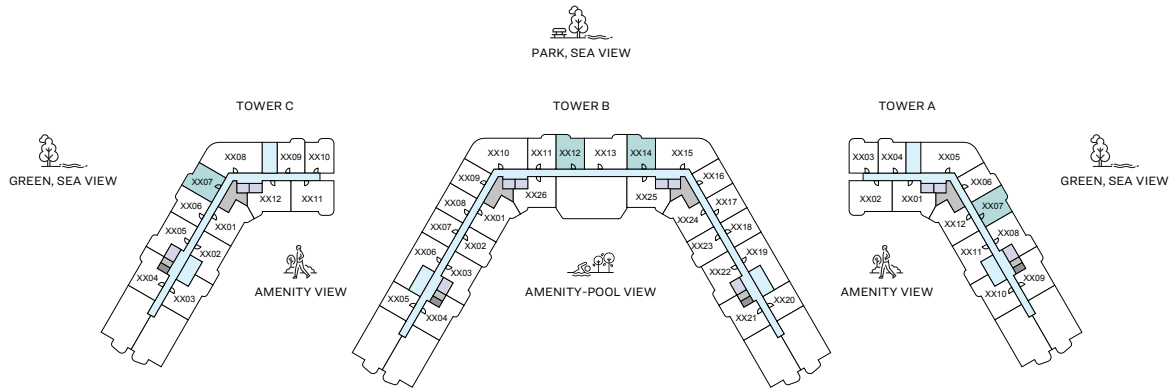 PARK, SEA VIEW
TOWER C
TOWER B
TOWER A
GREEN, SEA VIEW
GREEN, SEA VIEW
XX08
XX09
XX10
XX07
XX06
XX05
XX04
XX03
XX01
XX12
XX11
AMENITY VIEW
XX10
XX11
XX12
XX13
XX14
XX15
XX09
XX08
XX07
XX06
XX05
XX26
XX01
XX02
XX03
XX04
XX25
XX24
XX23
XX22
XX21
XX16
XX17
XX18
XX19
XX20
AMENITY-POOL VIEW
XX03
XX04
XX05
XX06
XX07
XX08
XX09
XX02
XX01
XX12
XX11
XX10
AMENITY VIEW